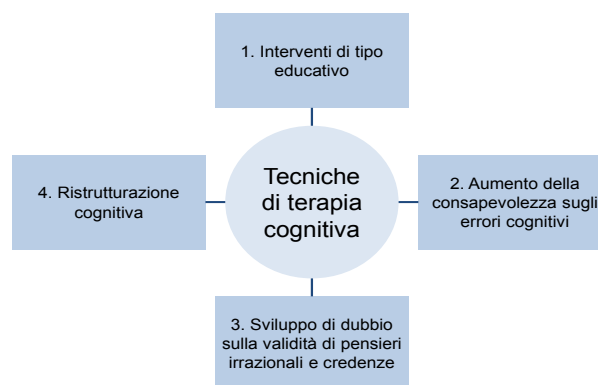 1. Interventi di tipo
educativo
Tecniche
di terapia
cognitiva
2. Aumento della
consapevolezza sugli
errori cognitivi
3. Sviluppo di dubbio
sulla validità di pensieri
irrazionali e credenze
4. Ristrutturazione
cognitiva